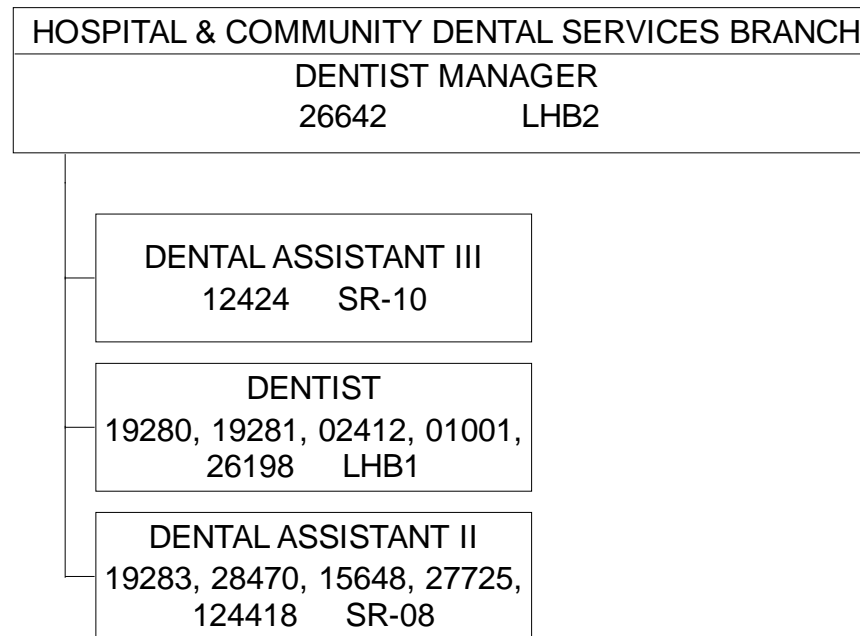 HOSPITAL & COMMUNITY DENTAL SERVICES BRANCH
DENTIST MANAGER
26642 LHB2
DENTAL ASSISTANT III
12424 SR-10
DENTIST
19280, 19281, 02412, 01001,
26198 LHB1
DENTAL ASSISTANT II
19283, 28470, 15648, 27725,
124418 SR-08